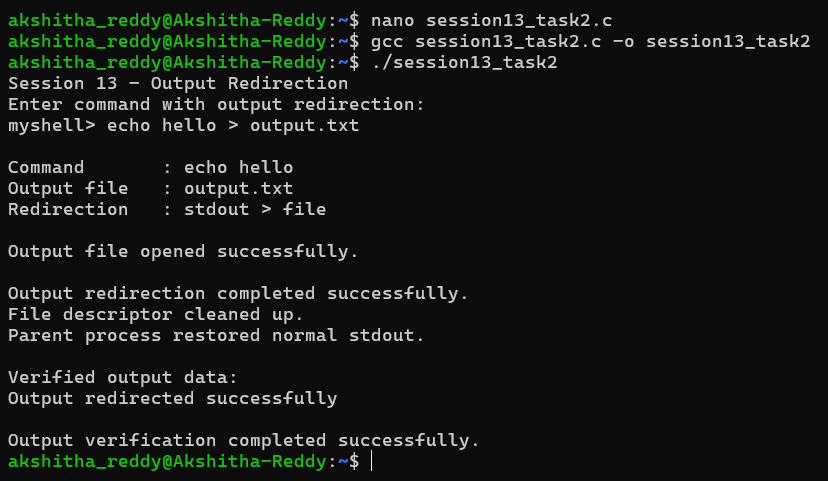 akshitha_reddy@Akshitha-Reddy:~$ nano session13_task2.c
akshitha_reddy@Akshitha-Reddy:~$ gcc session13_task2.c -o session13_task2
akshitha_reddy@Akshitha-Reddy:~$ ./session13_task2
Session 13 - Output Redirection
Enter command with output redirection:
myshell> echo hello > output.txt
Command       : echo hello
Output file   : output.txt
Redirection   : stdout > file
Output file opened successfully.
Output redirection completed successfully.
File descriptor cleaned up.
Parent process restored normal stdout.
Verified output data:
Output redirected successfully
Output verification completed successfully.
akshitha_reddy@Akshitha-Reddy:~$